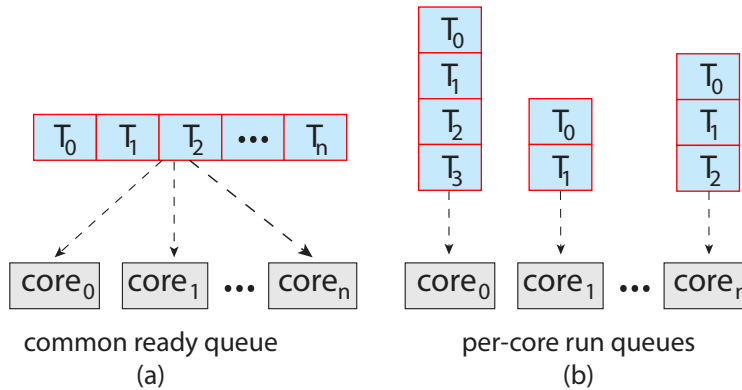 T₀ T₁ T₂ ••• Tₙ
core₀ core₁ ••• coreₙ
common ready queue
(a)
T₀
T₁
T₂
T₃
T₀
T₁
T₀
T₁
T₂
core₀ core₁ ••• coreₙ
per-core run queues
(b)